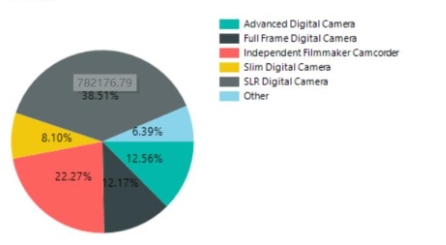 Advanced Digital Camera
Full Frame Digital Camera
Independent Filmmaker Camcorder
Slim Digital Camera
SLR Digital Camera
Other
782176.79
38.51%
6.39%
8.10%
12.56%
22.27%
12.17%